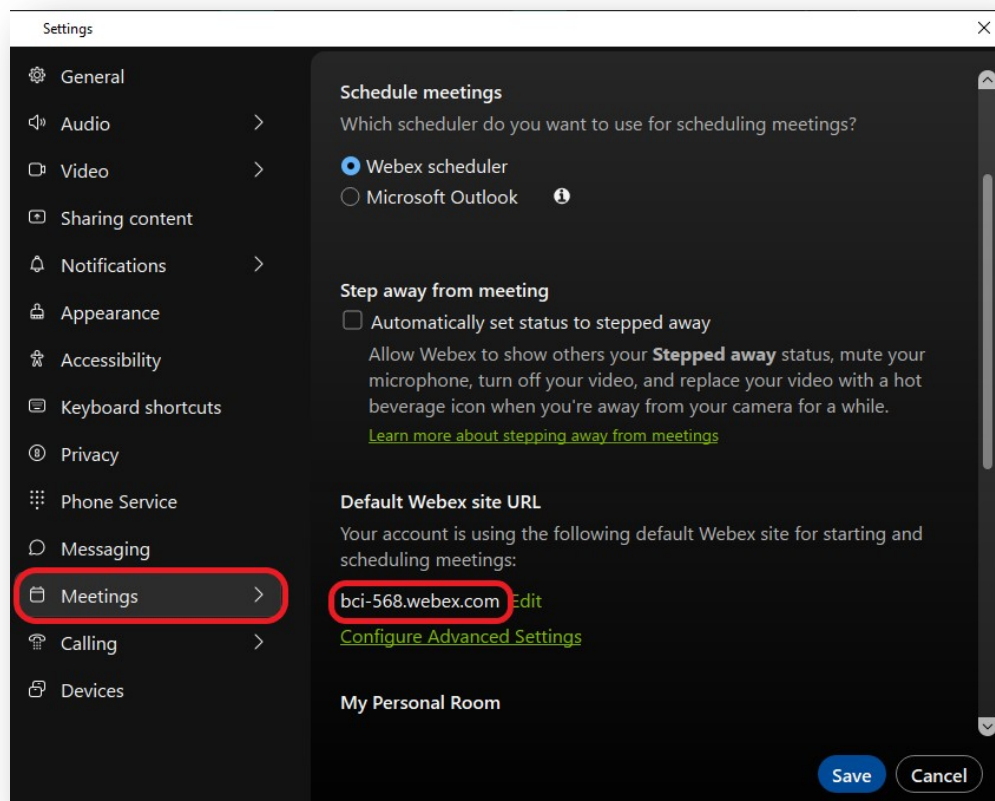 Settings
General
Audio
Video
Sharing content
Notifications
Appearance
Accessibility
Keyboard shortcuts
Privacy
Phone Service
Messaging
Meetings
Calling
Devices
Schedule meetings
Which scheduler do you want to use for scheduling meetings?
Webex scheduler
Microsoft Outlook
Step away from meeting
Automatically set status to stepped away
Allow Webex to show others your Stepped away status, mute your
microphone, turn off your video, and replace your video with a hot
beverage icon when you're away from your camera for a while.
Learn more about stepping away from meetings
Default Webex site URL
Your account is using the following default Webex site for starting and
scheduling meetings:
bci-568.webex.com Edit
Configure Advanced Settings
My Personal Room
Save Cancel